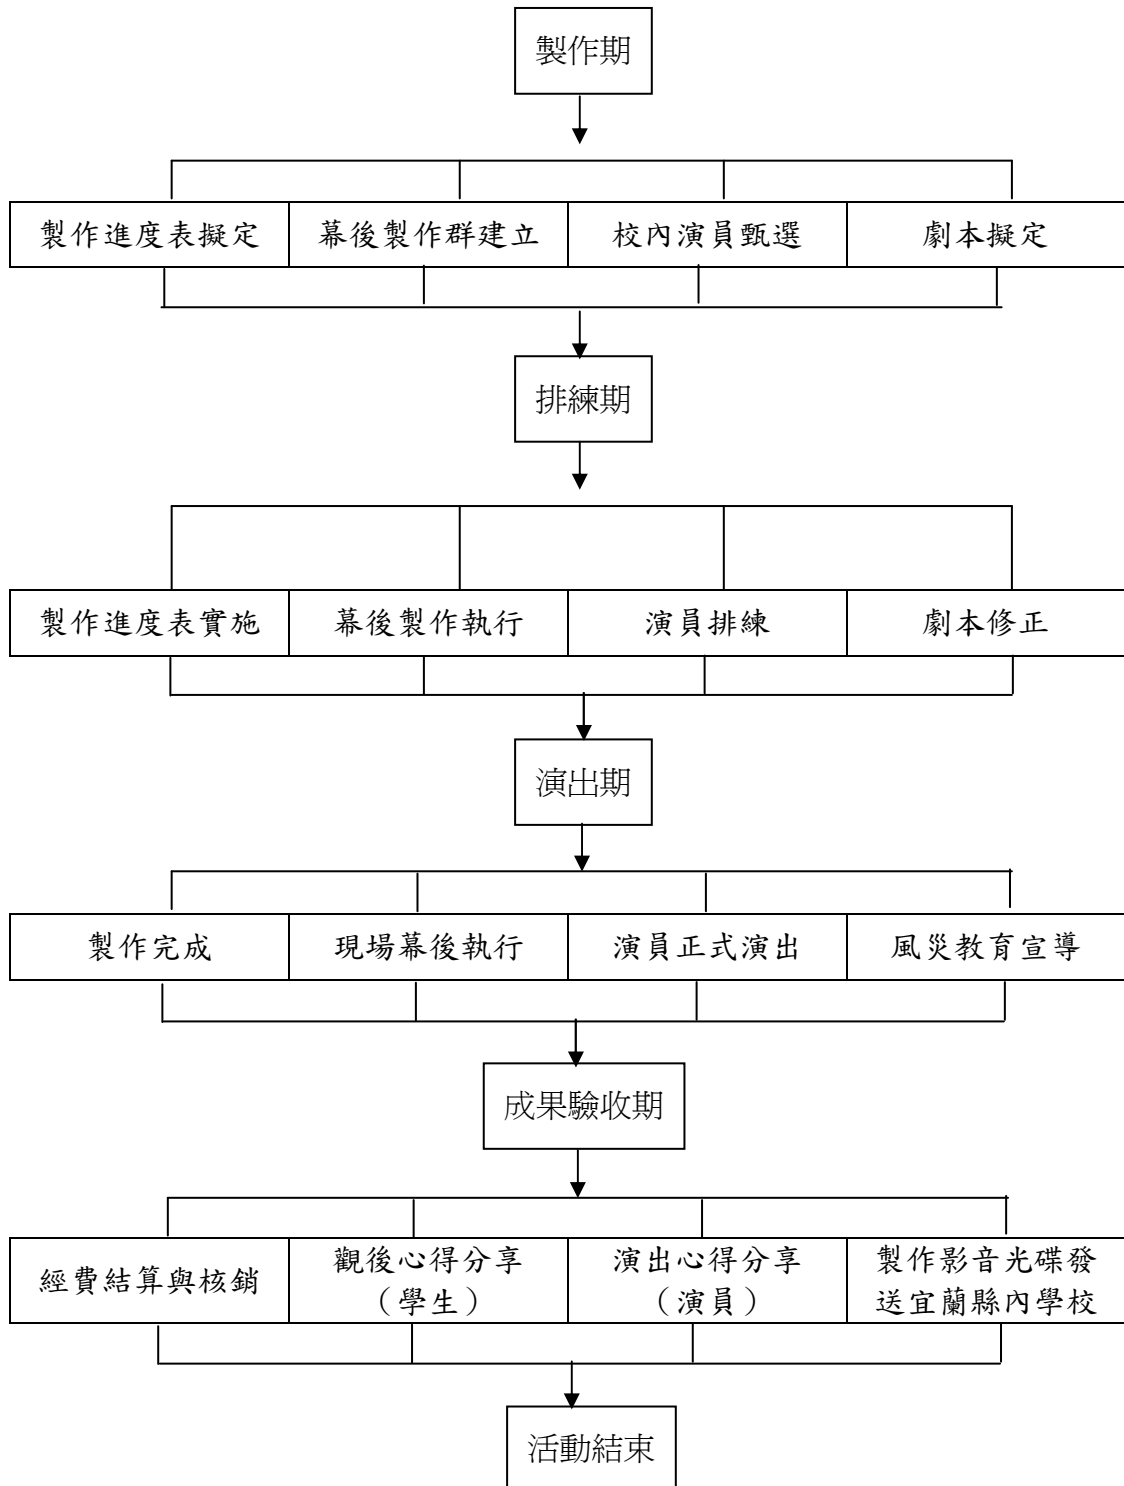 製作期
製作進度表擬定
幕後製作群建立
校內演員甄選
劇本擬定
排練期
製作進度表實施
幕後製作執行
演員排練
劇本修正
演出期
製作完成
現場幕後執行
演員正式演出
風災教育宣導
成果驗收期
經費結算與核銷
觀後心得分享
（學生）
演出心得分享
（演員）
製作影音光碟發
送宜蘭縣內學校
活動結束